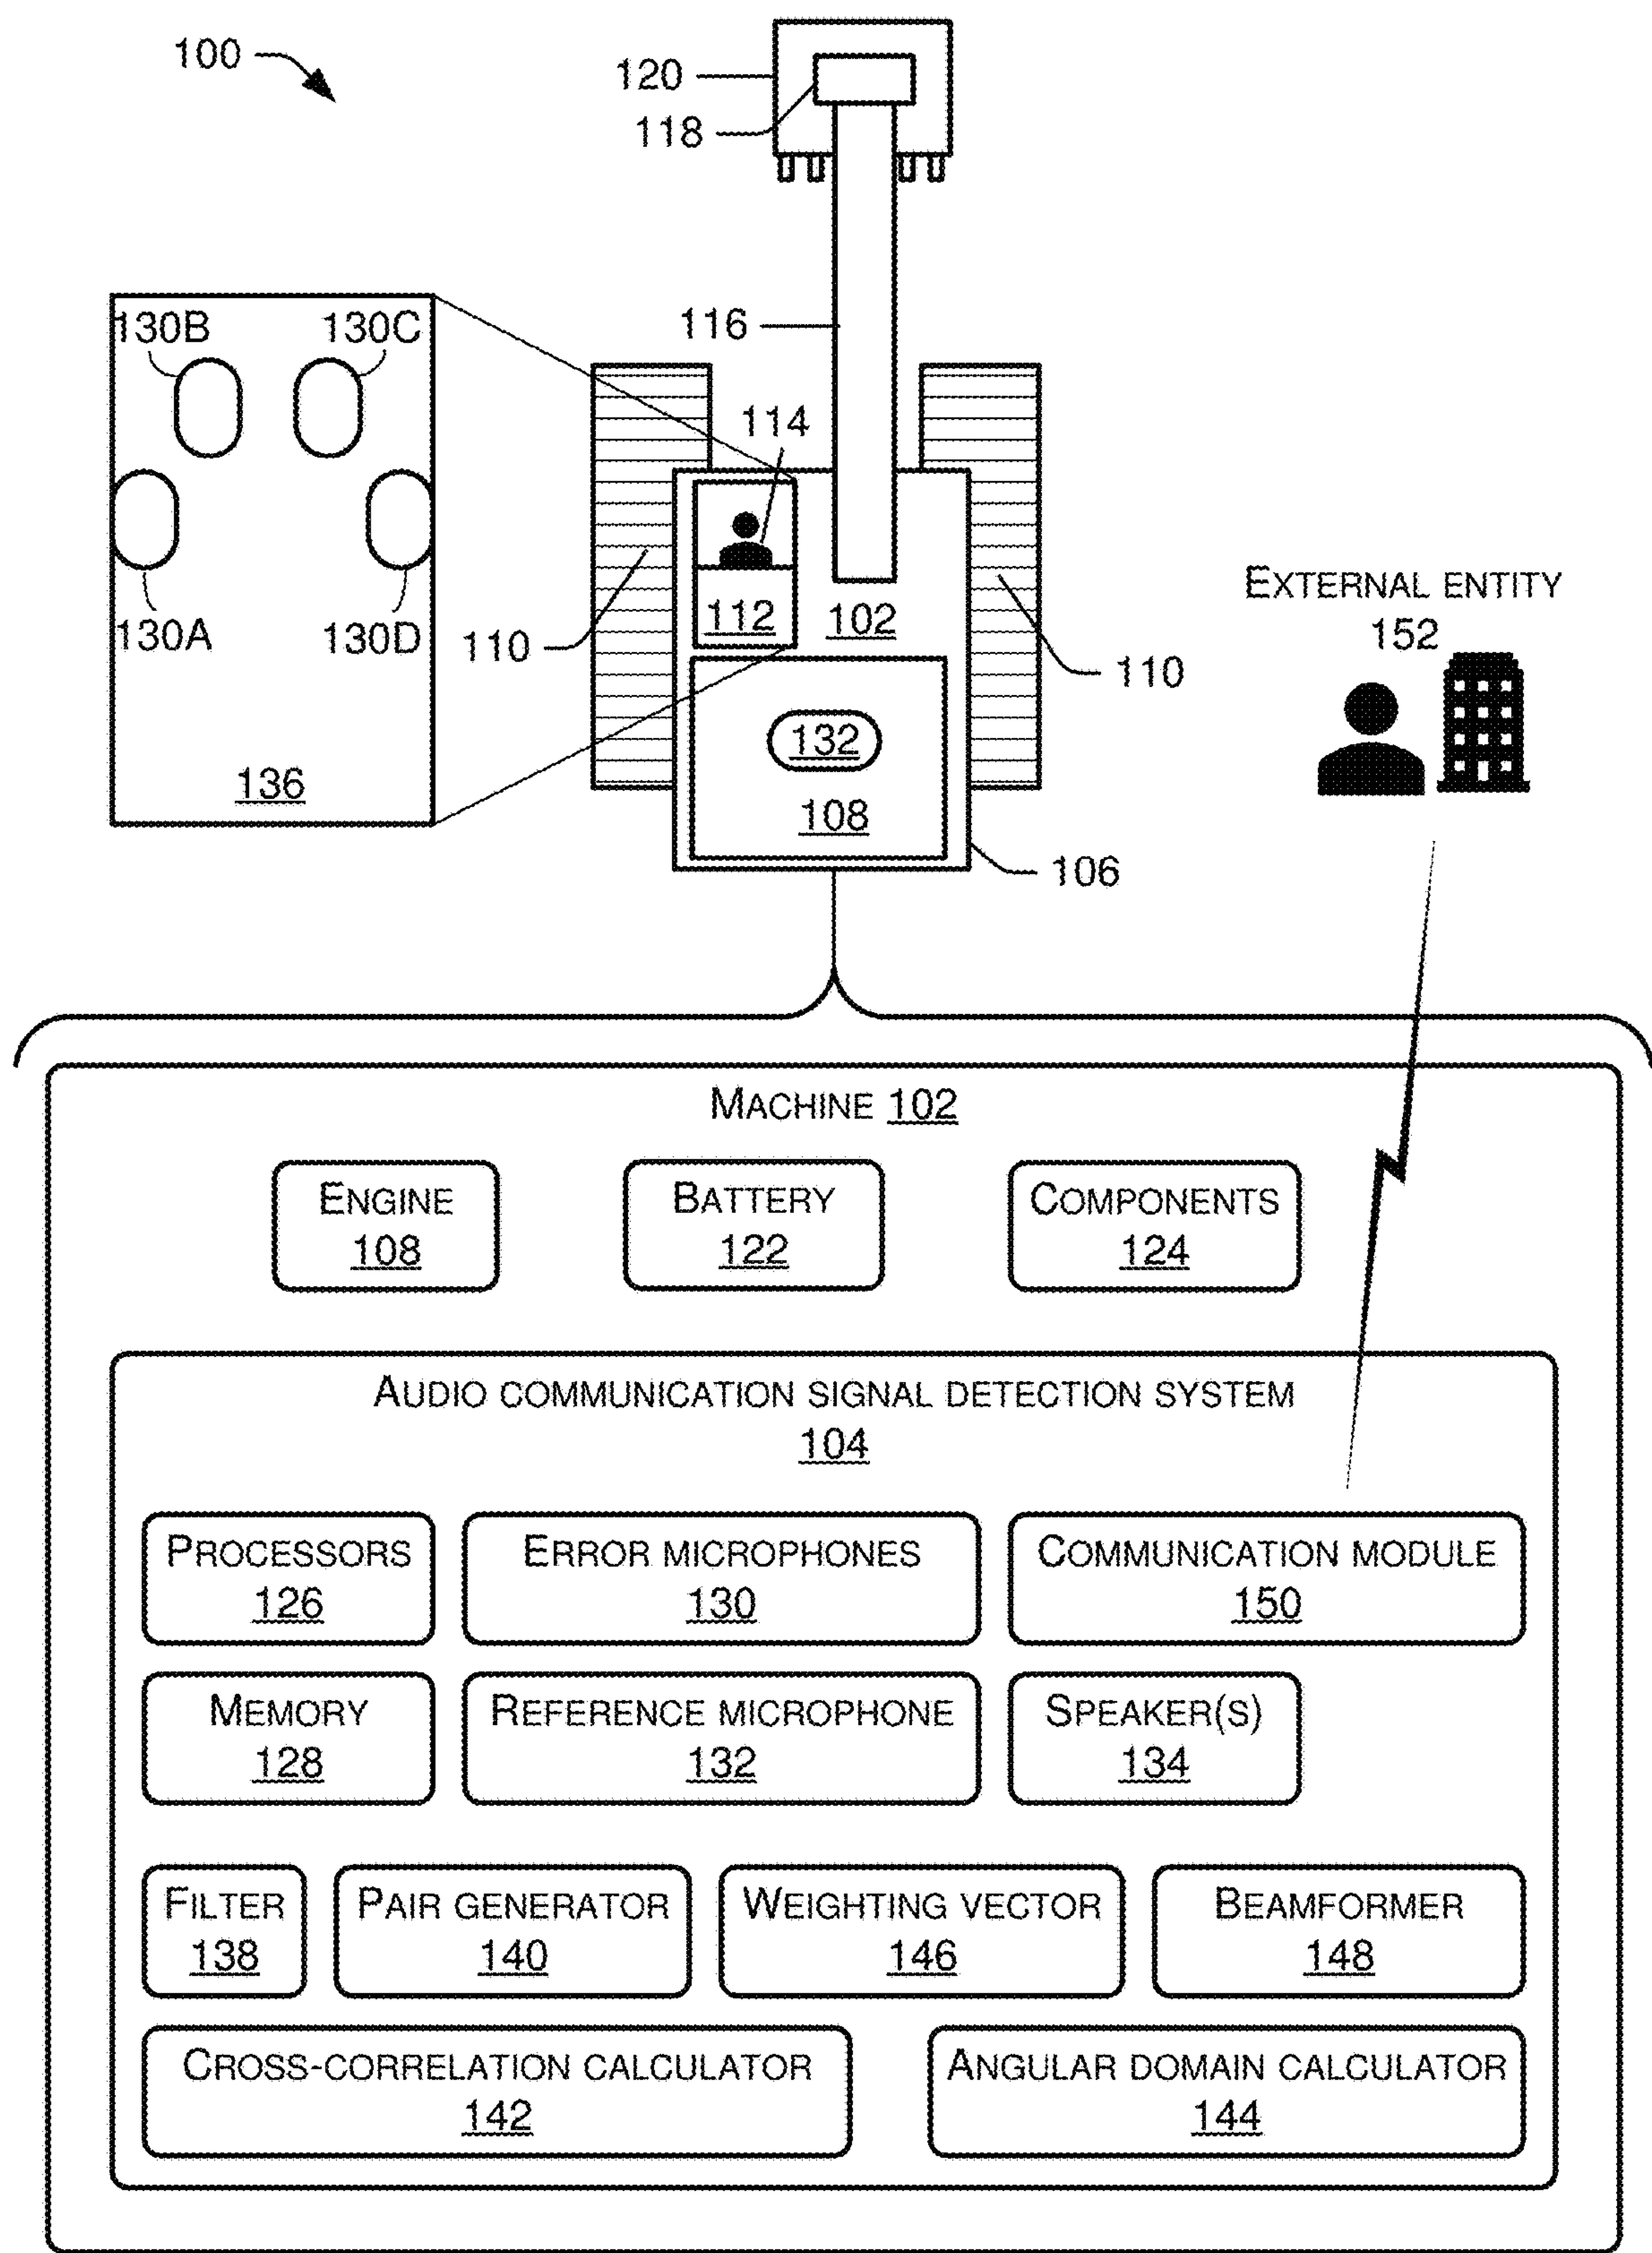 100
120
118
116
130B
130C
114
130A
130D
110
112
102
110
136
132
108
106
EXTERNAL ENTITY
152
MACHINE 102
ENGINE
108
BATTERY
122
COMPONENTS
124
AUDIO COMMUNICATION SIGNAL DETECTION SYSTEM
104
PROCESSORS
126
ERROR MICROPHONES
130
COMMUNICATION MODULE
150
MEMORY
128
REFERENCE MICROPHONE
132
SPEAKER(S)
134
FILTER
138
PAIR GENERATOR
140
WEIGHTING VECTOR
146
BEAMFORMER
148
CROSS-CORRELATION CALCULATOR
142
ANGULAR DOMAIN CALCULATOR
144